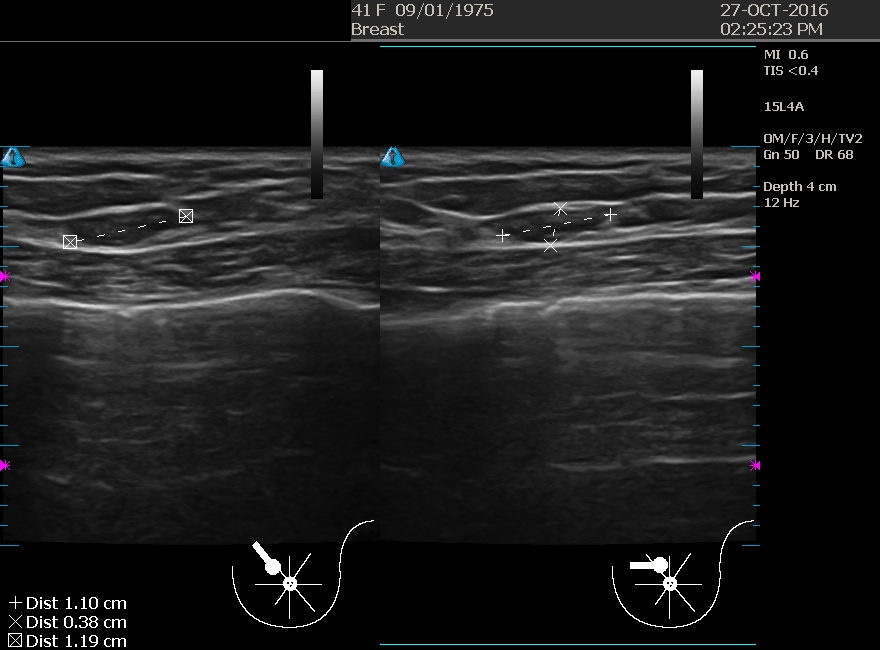 41 F 09/01/1975
27-OCT-2016
Breast
02:25:23 PM
MI 0.6
TIS <0.4
15L4A
OM/F/3/H/TV2
Gn 50 DR 68
Depth 4 cm
12 Hz
Dist 1.10 cm
Dist 0.38 cm
Dist 1.19 cm